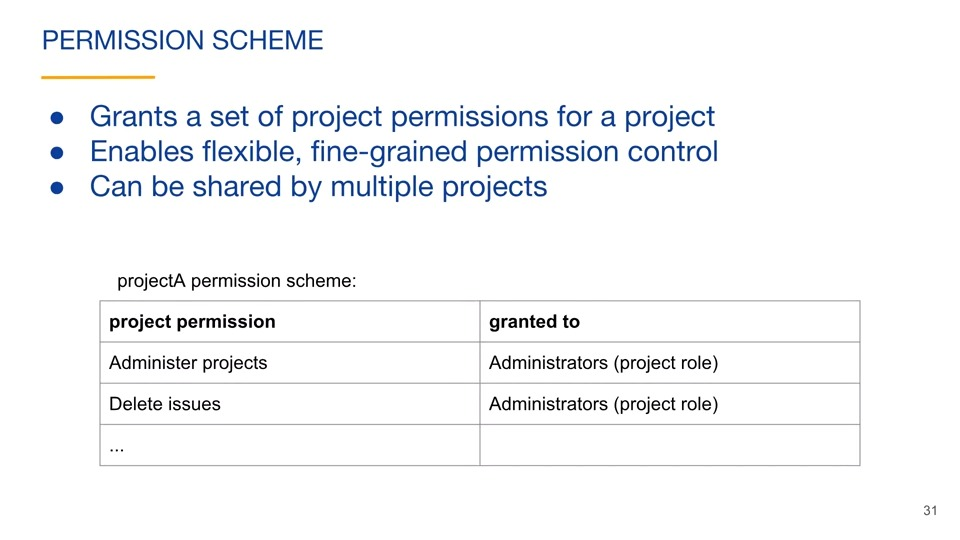 PERMISSION SCHEME
● Grants a set of project permissions for a project
● Enables flexible, fine-grained permission control
● Can be shared by multiple projects
projectA permission scheme:
project permission granted to
Administer projects Administrators (project role)
Delete issues Administrators (project role)
...
31